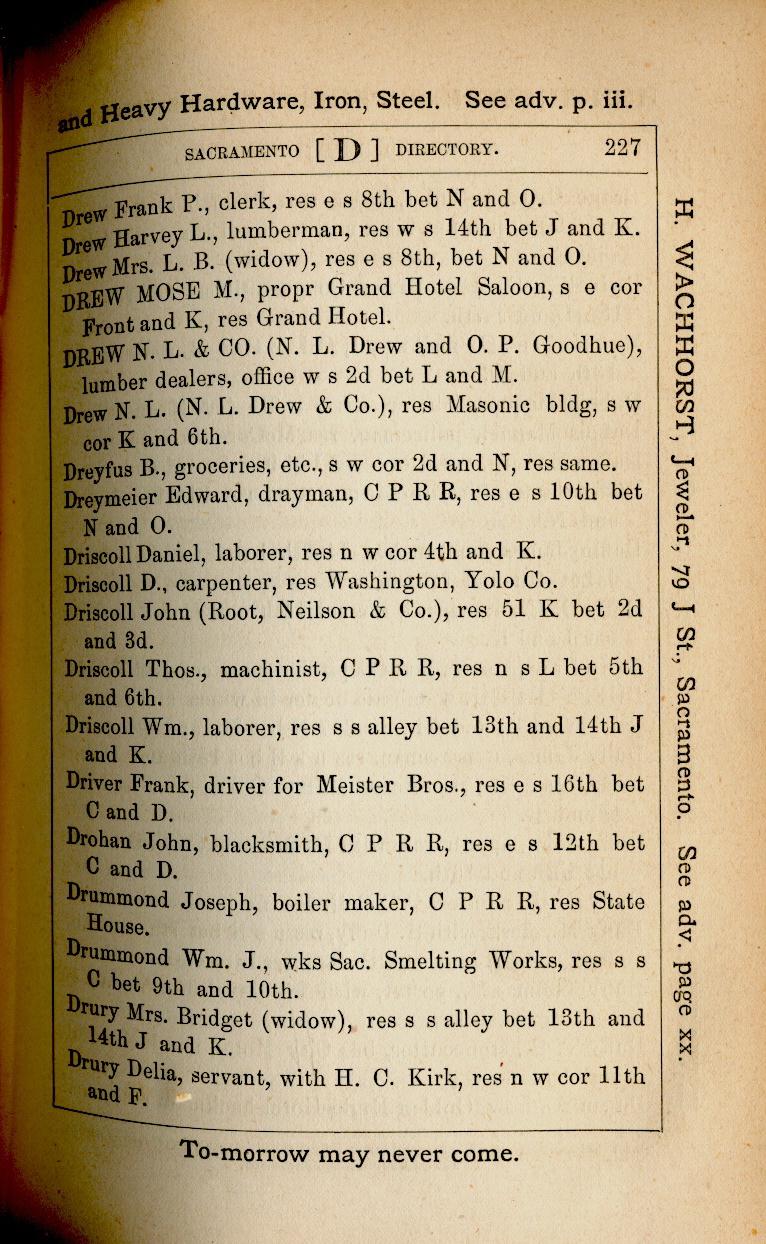 and Heavy Hardware, Iron, Steel. See adv. p. iii.
SACRAMENTO [ D ] DIRECTORY. 227
Drew Frank P., clerk, res e s 8th bet N and O.
Drew Harvey L., lumberman, res w s 14th bet J and K.
Drew Mrs. L. B. (widow), res e s 8th, bet N and O.
DREW MOSE M., propr Grand Hotel Saloon, s e cor
Front and K, res Grand Hotel.
DREW N. L. & CO. (N. L. Drew and O. P. Goodhue),
lumber dealers, office w s 2d bet L and M.
Drew N. L. (N. L. Drew & Co.), res Masonic bldg, s w
cor K and 6th.
Dreyfus B., groceries, etc., s w cor 2d and N, res same.
Dreymeier Edward, drayman, C P R R, res e s 10th bet
N and O.
Driscoll Daniel, laborer, res n w cor 4th and K.
Driscoll D., carpenter, res Washington, Yolo Co.
Driscoll John (Root, Neilson & Co.), res 51 K bet 2d
and 3d.
Driscoll Thos., machinist, C P R R, res n s L bet 5th
and 6th.
Driscoll Wm., laborer, res s s alley bet 13th and 14th J
and K.
Driver Frank, driver for Meister Bros., res e s 16th bet
C and D.
Drohan John, blacksmith, C P R R, res e s 12th bet
C and D.
Drummond Joseph, boiler maker, C P R R, res State
House.
Drummond Wm. J., wks Sac. Smelting Works, res s s
C bet 9th and 10th.
Drury Mrs. Bridget (widow), res s s alley bet 13th and
14th J and K.
Drury Delia, servant, with H. C. Kirk, res n w cor 11th
and F.
To-morrow may never come.
H. WACHHORST, Jeweler, 79 J St., Sacramento. See adv. page xx.